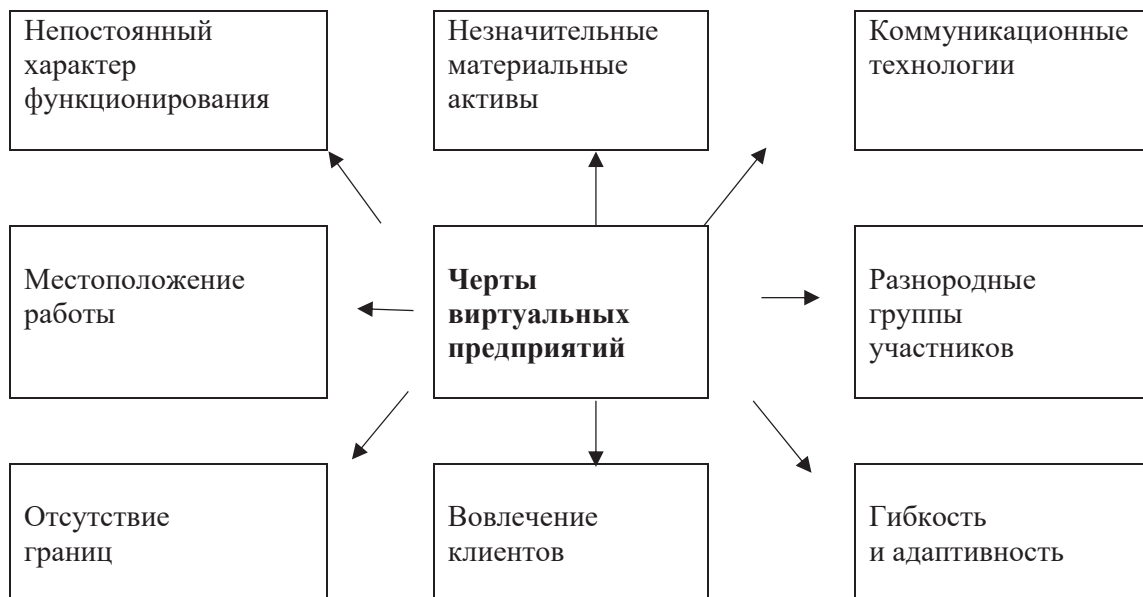 Непостоянный
характер
функционирования
Незначительные
материальные
активы
Коммуникационные
технологии
Местоположение
работы
Черты
виртуальных
предприятий
Разнородные
группы
участников
Отсутствие
границ
Вовлечение
клиентов
Гибкость
и адаптивность